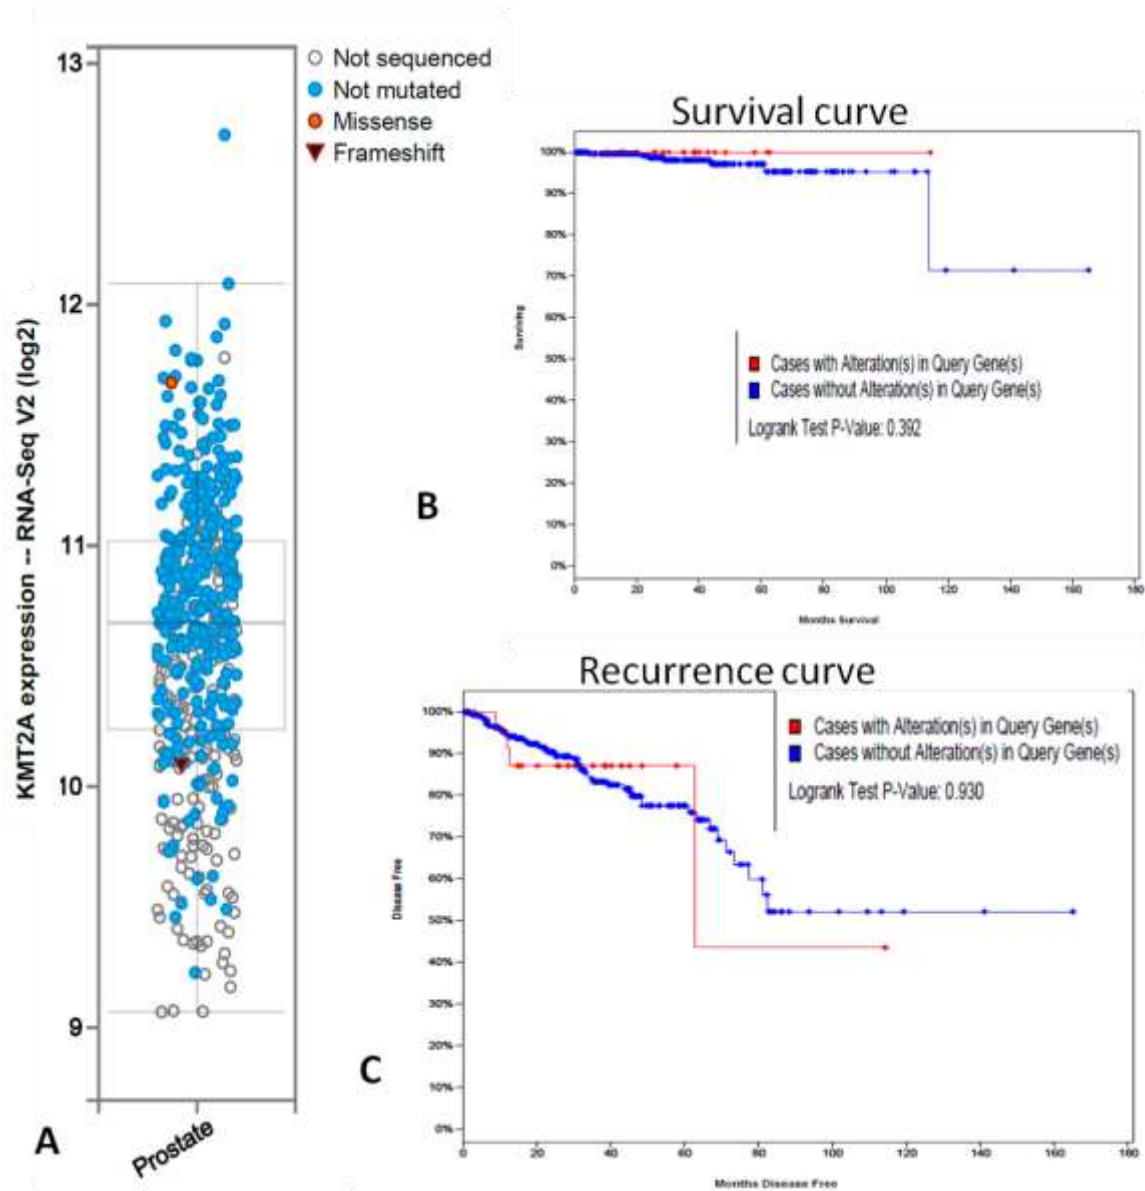 13
12
11
10
9
KMT2A expression -- RNA-Seq V2 (log2)
Prostate
Not sequenced
Not mutated
Missense
Frameshift
A
Survival curve
100%
90%
80%
70%
60%
50%
40%
30%
20%
10%
0%
Surviving
Cases with Alteration(s) in Query Gene(s)
Cases without Alteration(s) in Query Gene(s)
Logrank Test P-Value: 0.392
0 20 40 60 80 100 120 140 160 180
Months Survival
B
Recurrence curve
100%
90%
80%
70%
60%
50%
40%
30%
20%
10%
0%
Disease Free
Cases with Alteration(s) in Query Gene(s)
Cases without Alteration(s) in Query Gene(s)
Logrank Test P-Value: 0.930
0 20 40 60 80 100 120 140 160 180
Months Disease Free
C